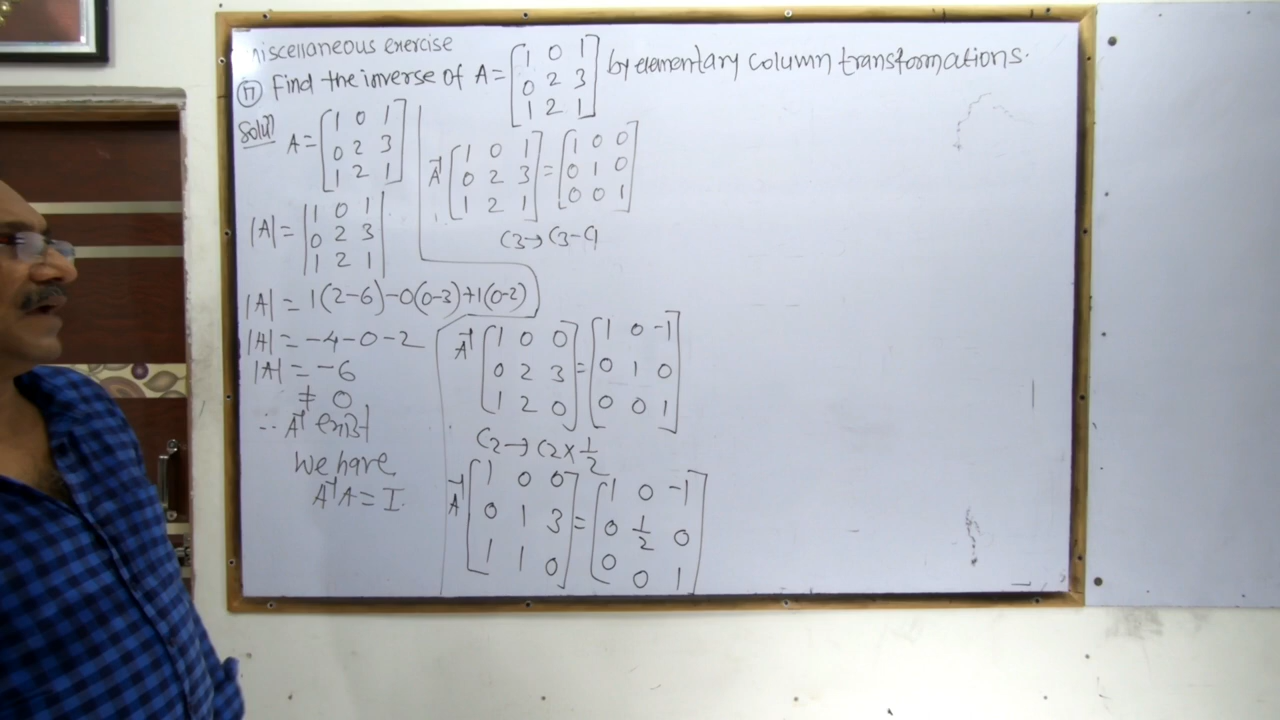 miscellaneous exercise
(17) Find the inverse of A = [1 0 1; 0 2 3; 1 2 1] by elementary column transformations.
Solu?n A = [1 0 1; 0 2 3; 1 2 1]
|A| = |1 0 1; 0 2 3; 1 2 1|
|A| = 1(2-6)-0(0-3)+1(0-2)
|A| = -4-0-2
|A| = -6
≠ 0
∴ A⁻¹ exist
We have
A⁻¹A = I.
A⁻¹ [1 0 1; 0 2 3; 1 2 1] = [1 0 0; 0 1 0; 0 0 1]
C3→C3-C1
A⁻¹ [1 0 0; 0 2 3; 1 2 0] = [1 0 -1; 0 1 0; 0 0 1]
C2→C2×1/2
A⁻¹ [1 0 0; 0 1 3; 1 1 0] = [1 0 -1; 0 1/2 0; 0 0 1]